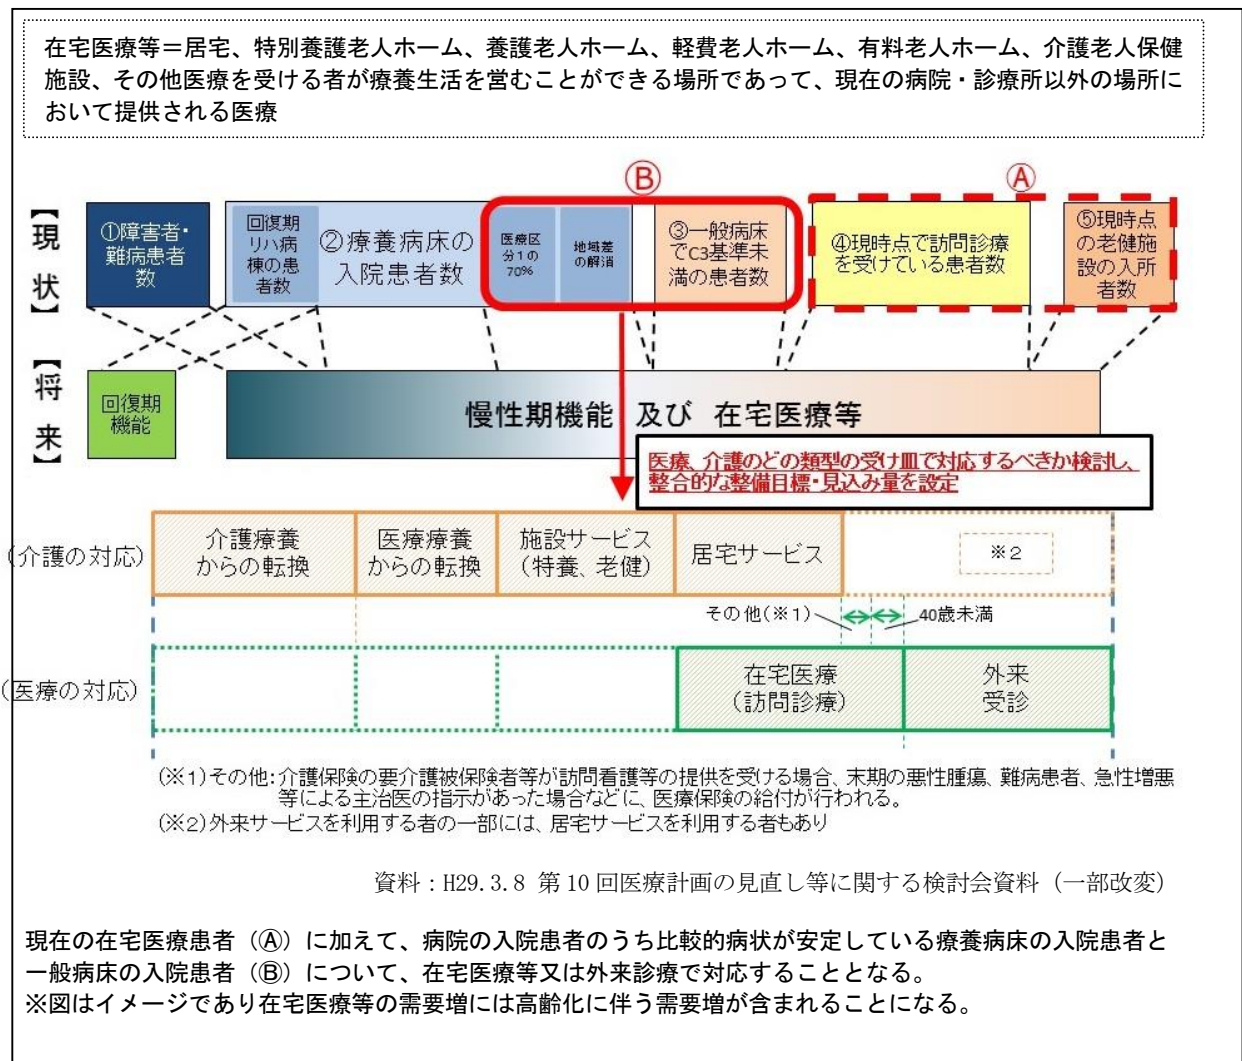 在宅医療等＝居宅、特別養護老人ホーム、養護老人ホーム、軽費老人ホーム、有料老人ホーム、介護老人保健
施設、その他医療を受ける者が療養生活を営むことができる場所であって、現在の病院・診療所以外の場所に
おいて提供される医療
Ⓑ
Ⓐ
【現状】
①障害者・
難病患者
数
回復期
リハ病
棟の患
者数
②療養病床の
入院患者数
医療区
分1の
70%
地域差
の解消
③一般病床
でC3基準未
満の患者数
④現時点で訪問診療
を受けている患者数
⑤現時点
の老健施
設の入所
者数
【将来】
回復期
機能
慢性期機能 及び 在宅医療等
医療、介護のどの類型の受け皿で対応するべきか検討し、
整合的な整備目標・見込み量を設定
(介護の対応)
介護療養
からの転換
医療療養
からの転換
施設サービス
(特養、老健)
居宅サービス
※2
その他(※1)
40歳未満
(医療の対応)
在宅医療
(訪問診療)
外来
受診
(※1)その他:介護保険の要介護被保険者等が訪問看護等の提供を受ける場合、末期の悪性腫瘍、難病患者、急性増悪
等による主治医の指示があった場合などに、医療保険の給付が行われる。
(※2)外来サービスを利用する者の一部には、居宅サービスを利用する者もあり
資料：H29.3.8 第10回医療計画の見直し等に関する検討会資料（一部改変）
現在の在宅医療患者（Ⓐ）に加えて、病院の入院患者のうち比較的病状が安定している療養病床の入院患者と
一般病床の入院患者（Ⓑ）について、在宅医療等又は外来診療で対応することとなる。
※図はイメージであり在宅医療等の需要増には高齢化に伴う需要増が含まれることになる。